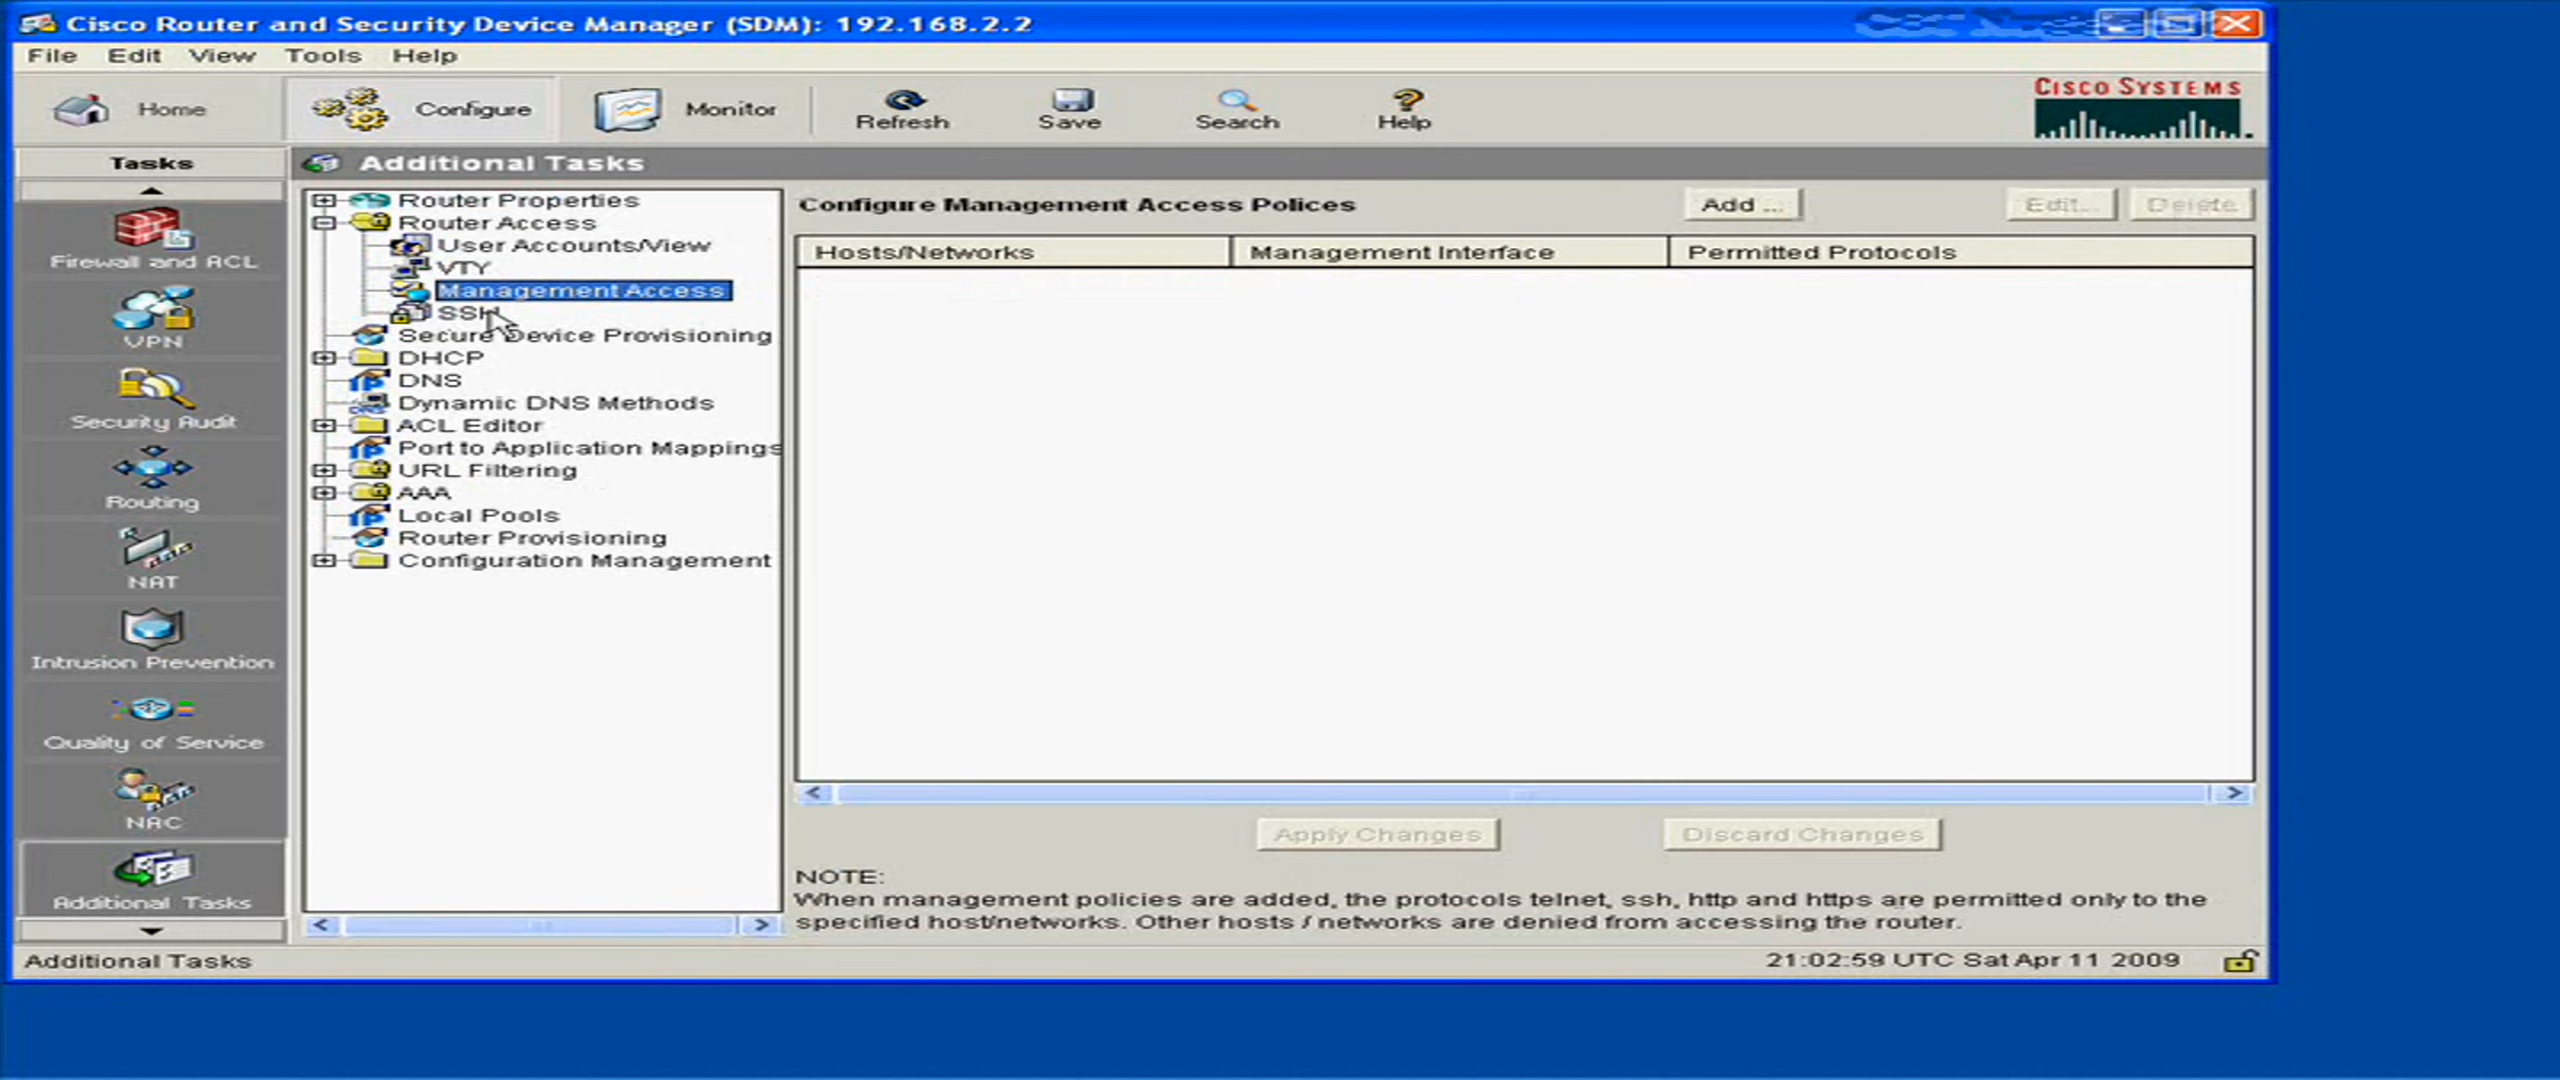 Cisco Router and Security Device Manager (SDM): 192.168.2.2
File Edit View Tools Help
Home Configure Monitor Refresh Save Search Help
CISCO SYSTEMS
Tasks
Additional Tasks
Firewall and ACL
VPN
Security Audit
Routing
NAT
Intrusion Prevention
Quality of Service
NAC
Additional Tasks
Router Properties
Router Access
User Accounts/View
VTY
Management Access
SSH
Secure Device Provisioning
DHCP
DNS
Dynamic DNS Methods
ACL Editor
Port to Application Mappings
URL Filtering
AAA
Local Pools
Router Provisioning
Configuration Management
Configure Management Access Polices
Add ... Edit... Delete
Hosts/Networks Management Interface Permitted Protocols
Apply Changes Discard Changes
NOTE:
When management policies are added, the protocols telnet, ssh, http and https are permitted only to the
specified host/networks. Other hosts / networks are denied from accessing the router.
Additional Tasks
21:02:59 UTC Sat Apr 11 2009